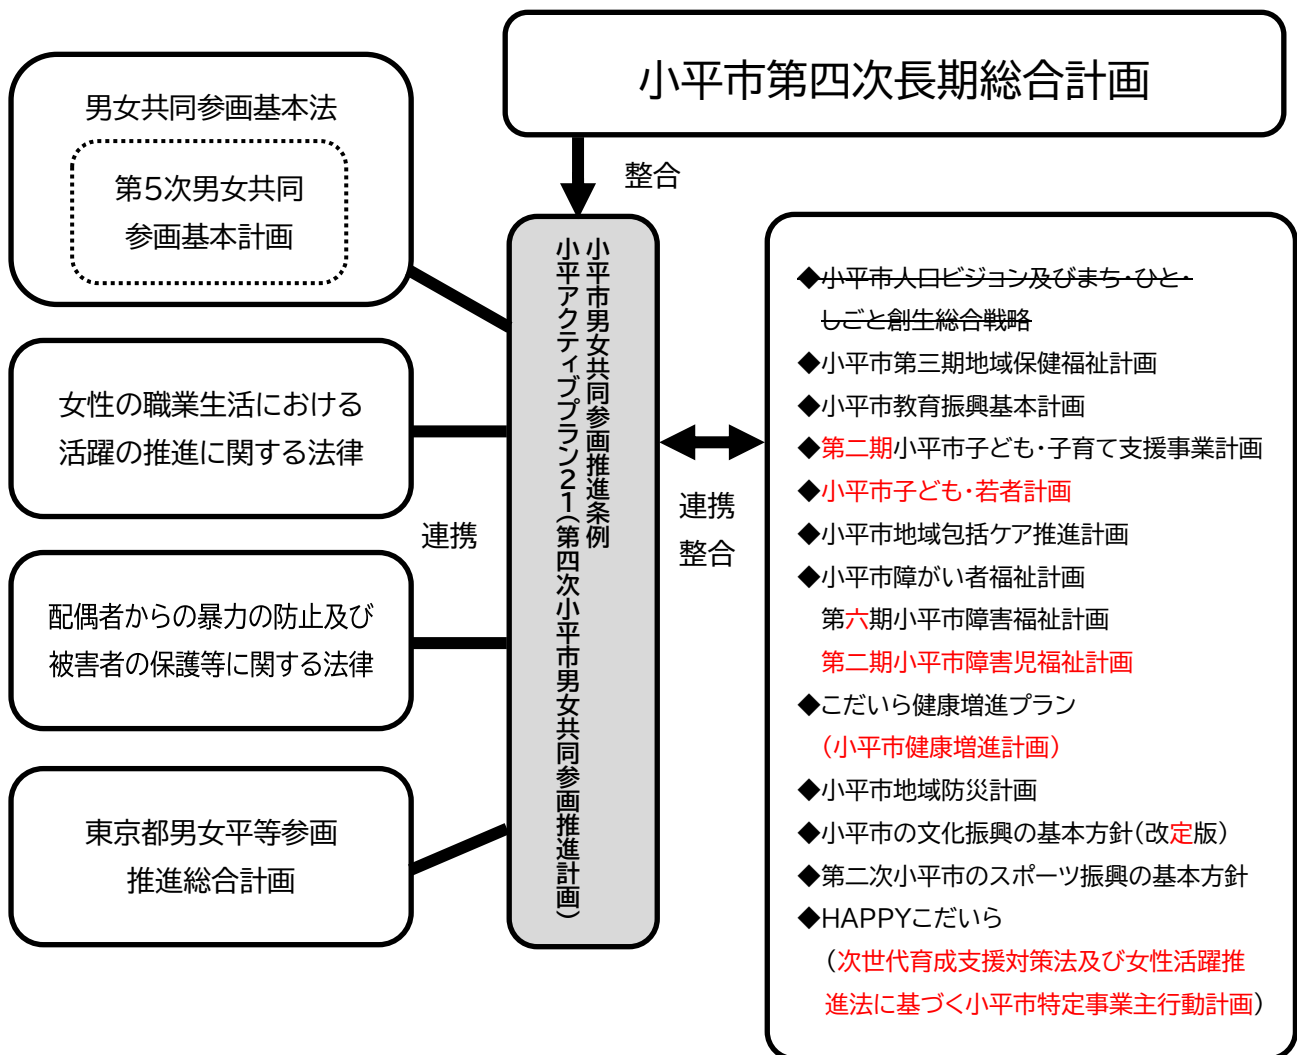 小平市第四次長期総合計画
男女共同参画基本法
第5次男女共同
参画基本計画
整合
女性の職業生活における
活躍の推進に関する法律
配偶者からの暴力の防止及び
被害者の保護等に関する法律
東京都男女平等参画
推進総合計画
連携
小平市男女共同参画推進条例
小平アクティブプラン21(第四次小平市男女共同参画推進計画)
連携
整合
◆小平市人口ビジョン及びまち・ひと・
しごと創生総合戦略
◆小平市第三期地域保健福祉計画
◆小平市教育振興基本計画
◆第二期小平市子ども・子育て支援事業計画
◆小平市子ども・若者計画
◆小平市地域包括ケア推進計画
◆小平市障がい者福祉計画
第六期小平市障害福祉計画
第二期小平市障害児福祉計画
◆こだいら健康増進プラン
(小平市健康増進計画)
◆小平市地域防災計画
◆小平市の文化振興の基本方針(改定版)
◆第二次小平市のスポーツ振興の基本方針
◆HAPPYこだいら
(次世代育成支援対策法及び女性活躍推
進法に基づく小平市特定事業主行動計画)